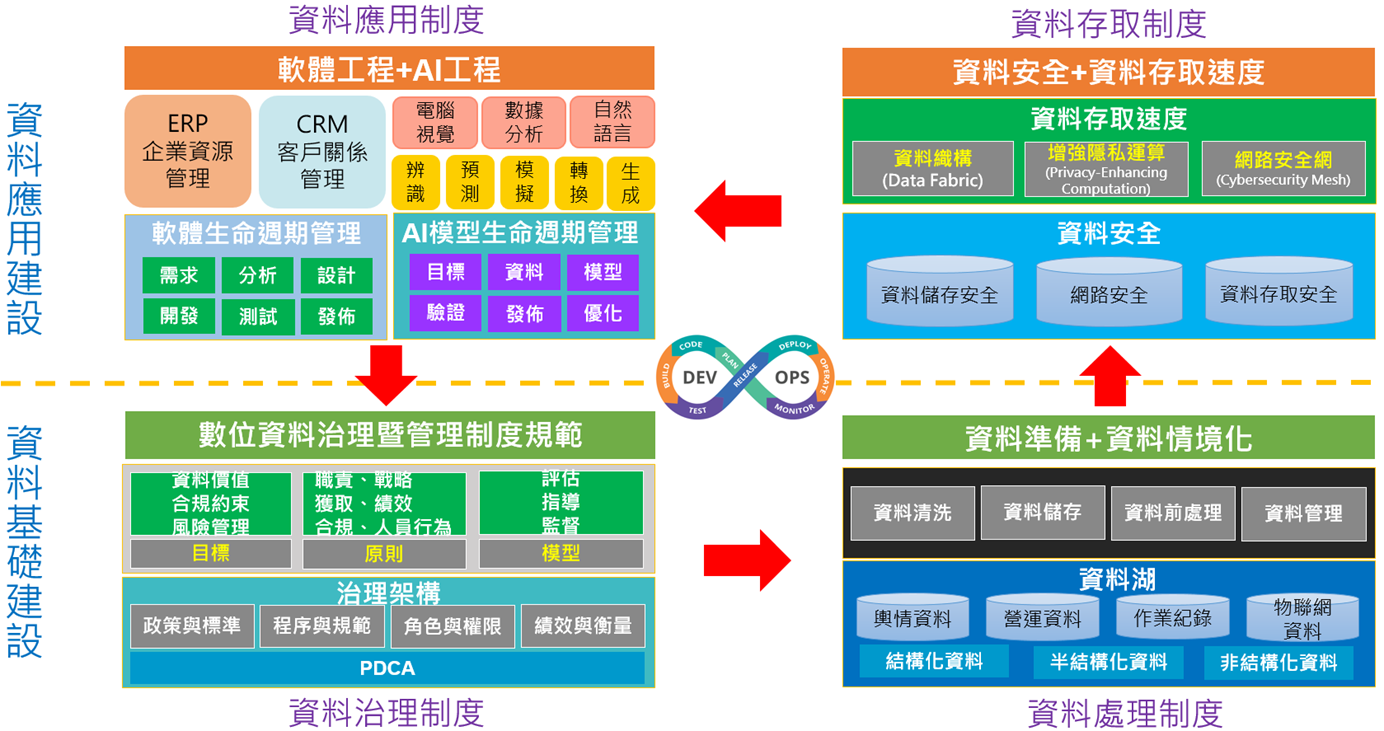 資料應用建設
資料應用制度
軟體工程+AI工程
ERP
企業資源
管理
CRM
客戶關係
管理
電腦
視覺
數據
分析
自然
語言
辨
識
預
測
模
擬
轉
換
生
成
軟體生命週期管理
需求
分析
設計
開發
測試
發佈
AI模型生命週期管理
目標
資料
模型
驗證
發佈
優化
資料存取制度
資料安全+資料存取速度
資料存取速度
資料織構
(Data Fabric)
增強隱私運算
(Privacy-Enhancing
Computation)
網路安全網
(Cybersecurity Mesh)
資料安全
資料儲存安全
網路安全
資料存取安全
CODE
PLAN
BUILD
DEV
TEST
RELEASE
DEPLOY
OPS
OPERATE
MONITOR
資料基礎建設
數位資料治理暨管理制度規範
資料價值
合規約束
風險管理
目標
職責、戰略
獲取、績效
合規、人員行為
原則
評估
指導
監督
模型
治理架構
政策與標準
程序與規範
角色與權限
績效與衡量
PDCA
資料治理制度
資料準備+資料情境化
資料清洗
資料儲存
資料前處理
資料管理
資料湖
輿情資料
營運資料
作業紀錄
物聯網
資料
結構化資料
半結構化資料
非結構化資料
資料處理制度